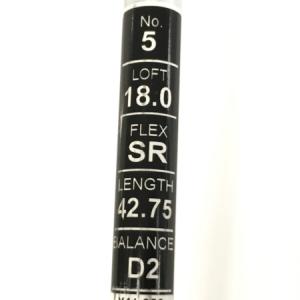 No.
5
LOFT
18.0
FLEX
SR
LENGTH
42.75
BALANCE
D2